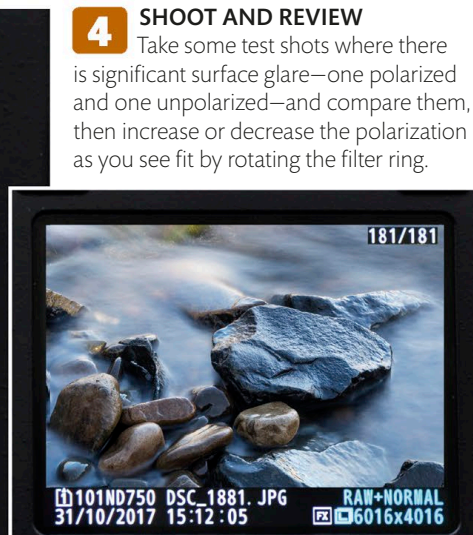 4 SHOOT AND REVIEW
Take some test shots where there
is significant surface glare—one polarized
and one unpolarized—and compare them,
then increase or decrease the polarization
as you see fit by rotating the filter ring.
181/181
1 101ND750 DSC_1881. JPG RAW+NORMAL
31/10/2017 15:12:05 FX L 6016x4016